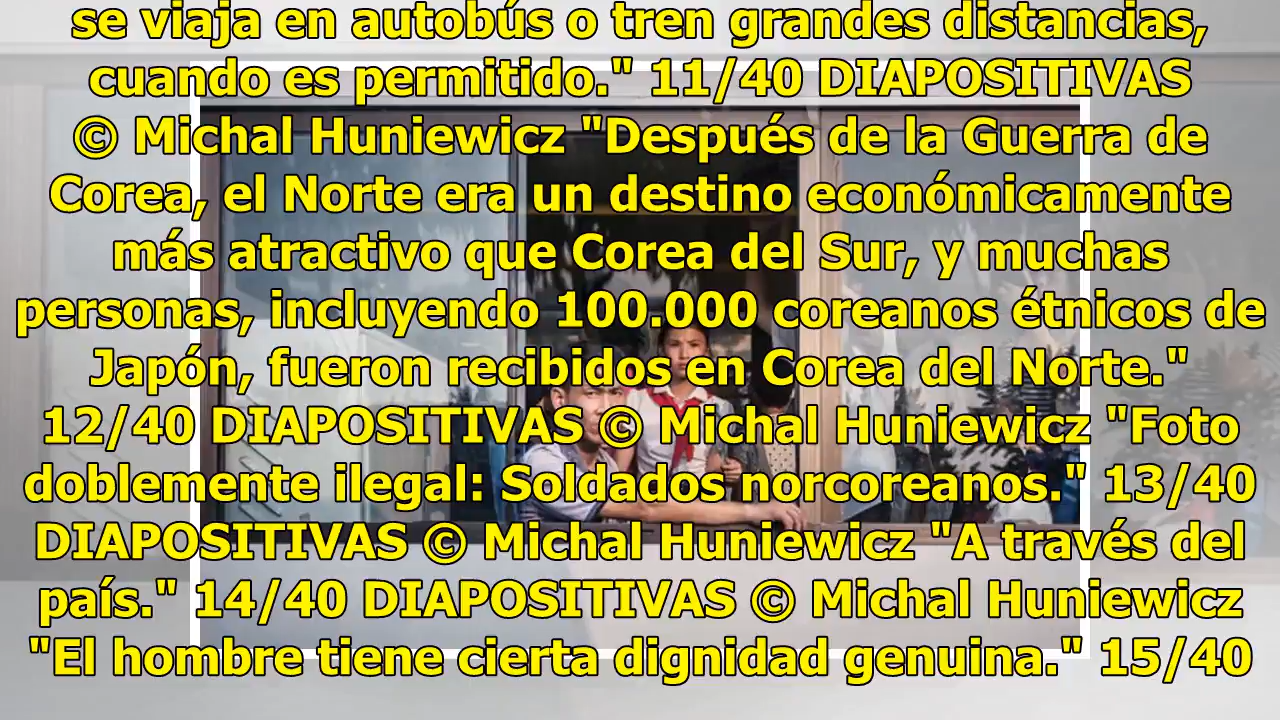 se viaja en autobús o tren grandes distancias,
cuando es permitido." 11/40 DIAPOSITIVAS
© Michal Huniewicz "Después de la Guerra de
Corea, el Norte era un destino económicamente
más atractivo que Corea del Sur, y muchas
personas, incluyendo 100.000 coreanos étnicos de
Japón, fueron recibidos en Corea del Norte."
12/40 DIAPOSITIVAS © Michal Huniewicz "Foto
doblemente ilegal: Soldados norcoreanos." 13/40
DIAPOSITIVAS © Michal Huniewicz "A través del
país." 14/40 DIAPOSITIVAS © Michal Huniewicz
"El hombre tiene cierta dignidad genuina." 15/40